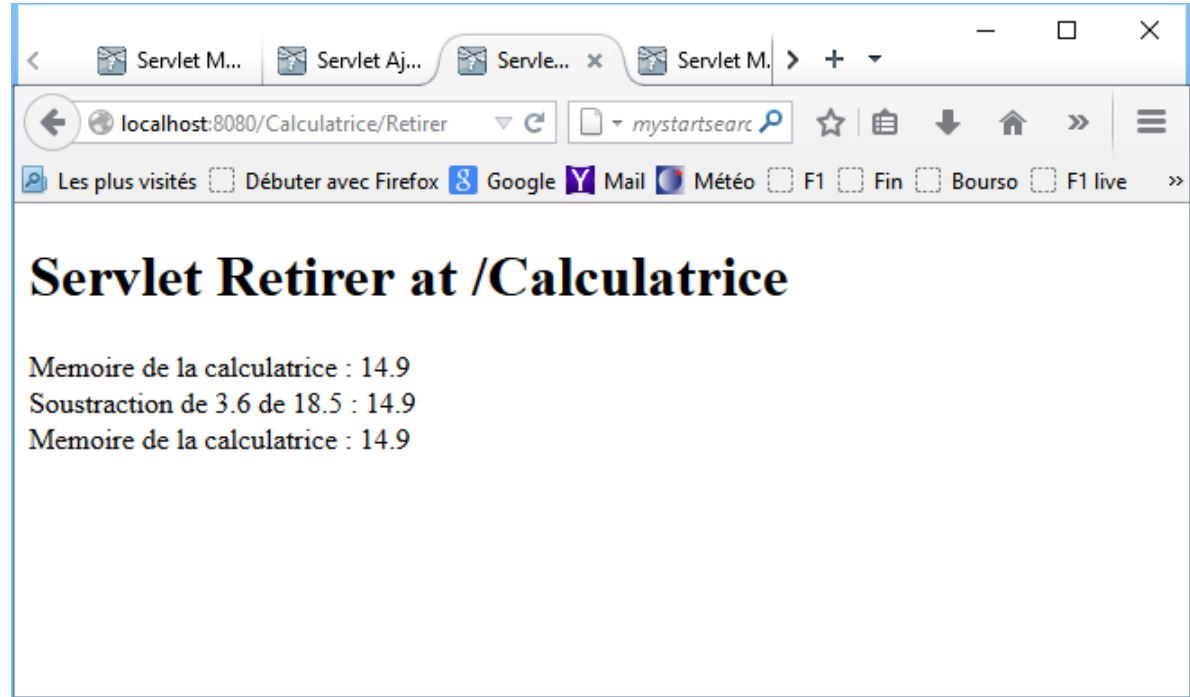 Servlet M...
Servlet Aj...
Servle...
Servlet M.
localhost:8080/Calculatrice/Retirer
mystartsearc
Les plus visités Débuter avec Firefox 8 Google Y Mail Météo F1 Fin Bourso F1 live
Servlet Retirer at /Calculatrice
Memoire de la calculatrice : 14.9
Soustraction de 3.6 de 18.5 : 14.9
Memoire de la calculatrice : 14.9